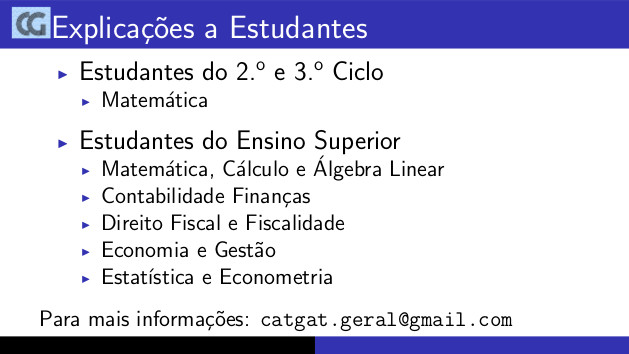 CG Explicações a Estudantes
Estudantes do 2.º e 3.º Ciclo
Matemática
Estudantes do Ensino Superior
Matemática, Cálculo e Álgebra Linear
Contabilidade Finanças
Direito Fiscal e Fiscalidade
Economia e Gestão
Estatística e Econometria
Para mais informações: catgat.geral@gmail.com